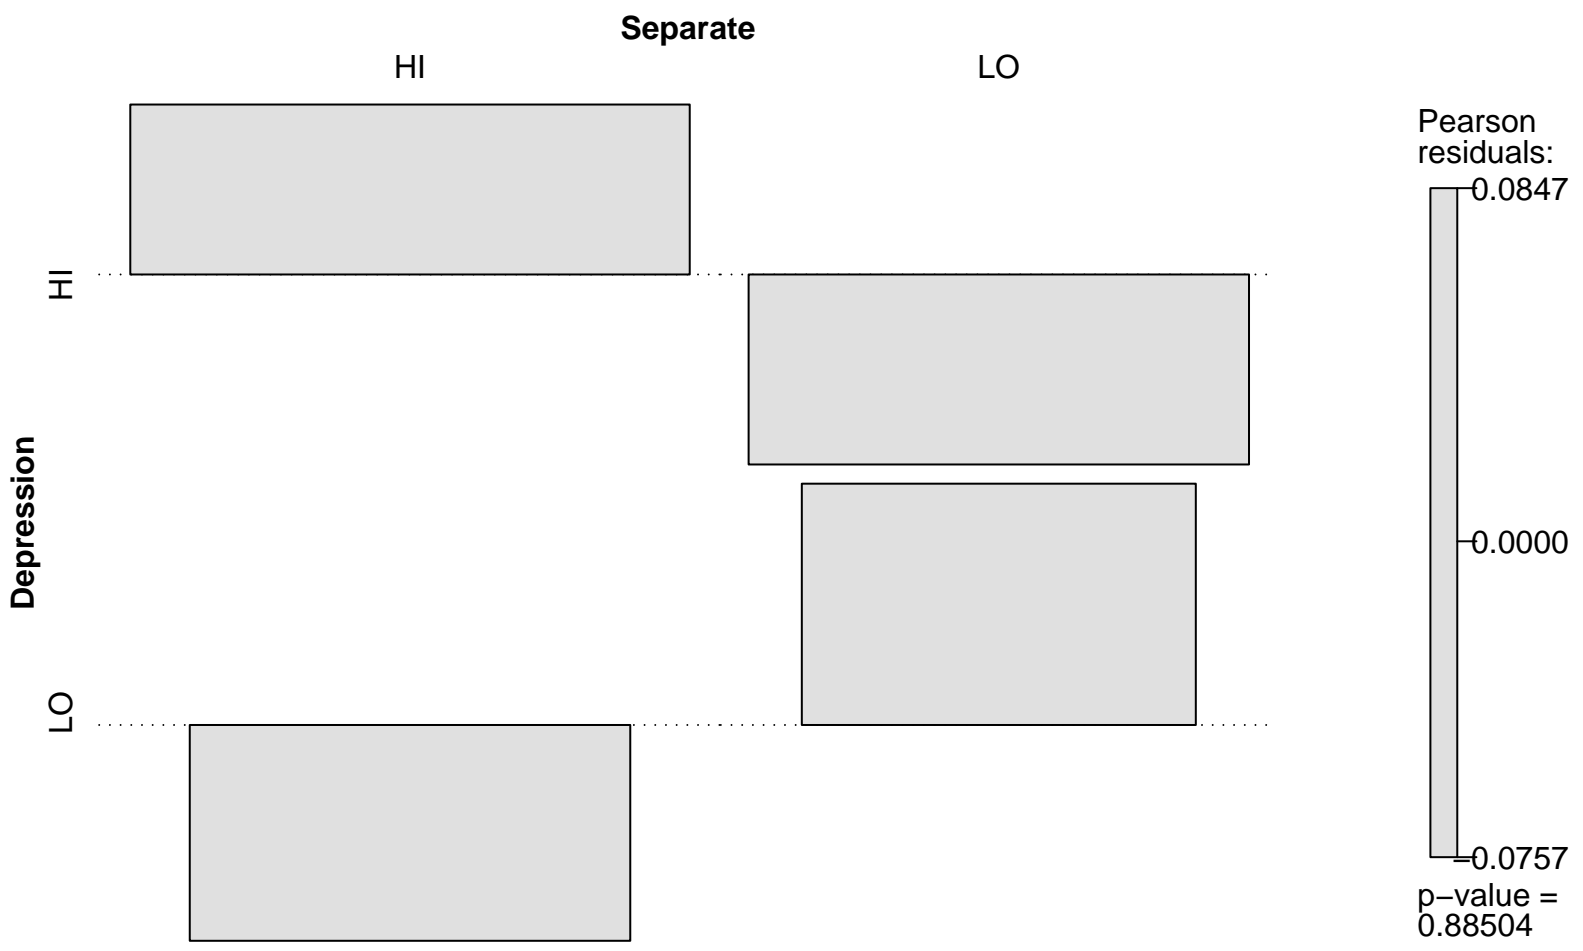 Separate
HI
LO
Depression
HI
LO
Pearson
residuals:
0.0847
0.0000
−0.0757
p−value =
0.88504